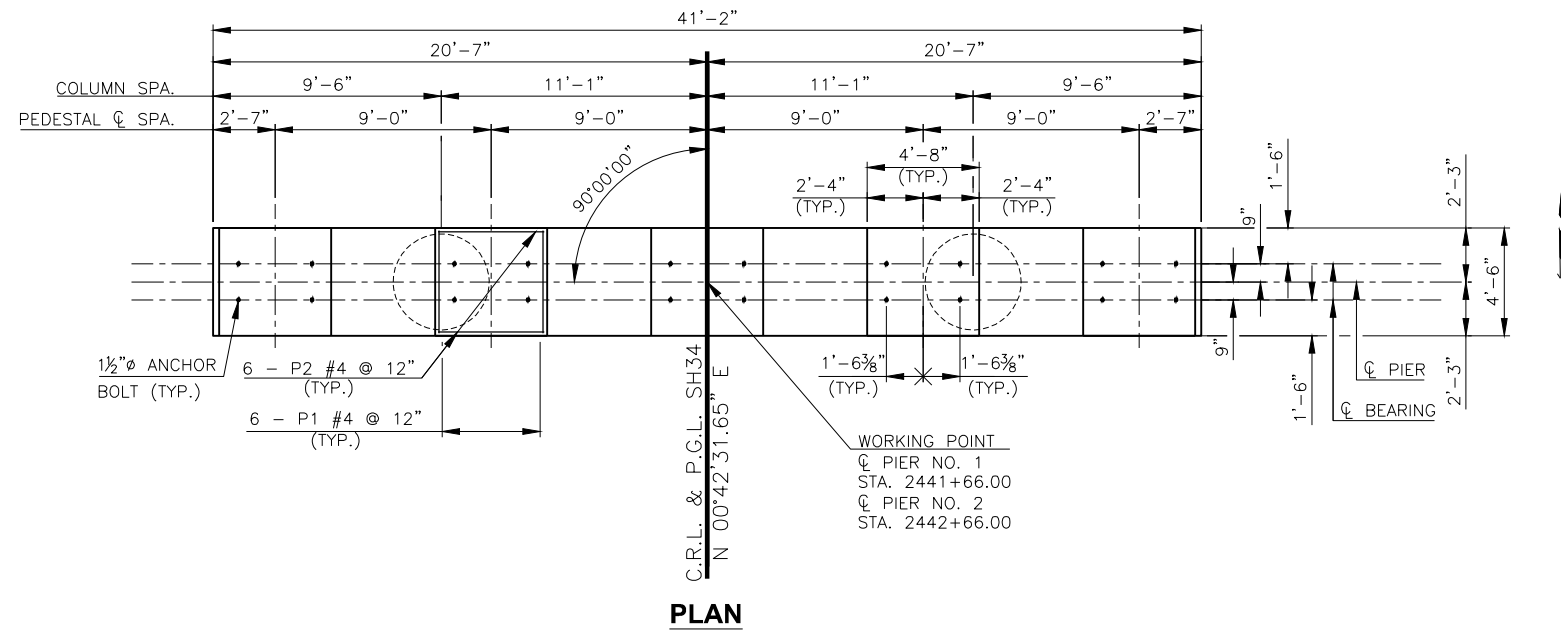 41'-2"
20'-7" 20'-7"
COLUMN SPA. 9'-6" 11'-1" 11'-1" 9'-6"
PEDESTAL ℄ SPA. 2'-7" 9'-0" 9'-0" 9'-0" 9'-0" 2'-7"
90°00'00"
4'-8"
(TYP.)
2'-4"
(TYP.)
2'-4"
(TYP.)
1'-6"
9"
2'-3"
4'-6"
9"
1'-6"
2'-3"
℄ PIER
℄ BEARING
1½"ø ANCHOR
BOLT (TYP.)
6 - P2 #4 @ 12"
(TYP.)
6 - P1 #4 @ 12"
(TYP.)
1'-6⅜"
(TYP.)
1'-6⅜"
(TYP.)
C.R.L. & P.G.L. SH34
N 00°42'31.65" E
WORKING POINT
℄ PIER NO. 1
STA. 2441+66.00
℄ PIER NO. 2
STA. 2442+66.00
PLAN